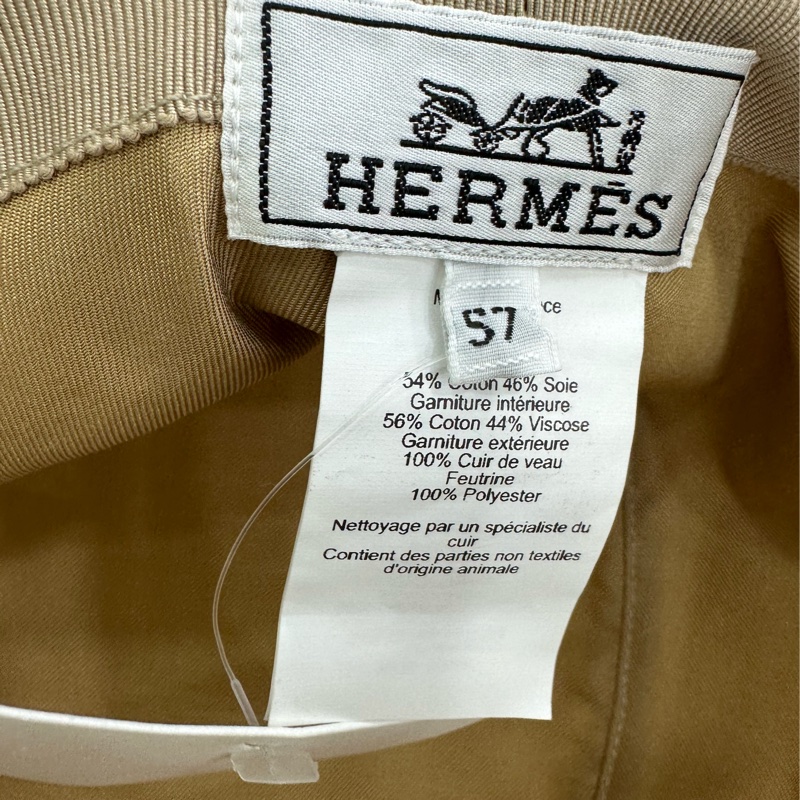 HERMÈS
57
54% Coton 46% Soie
Garniture intérieure
56% Coton 44% Viscose
Garniture extérieure
100% Cuir de veau
Feutrine
100% Polyester
Nettoyage par un spécialiste du
cuir
Contient des parties non textiles
d'origine animale